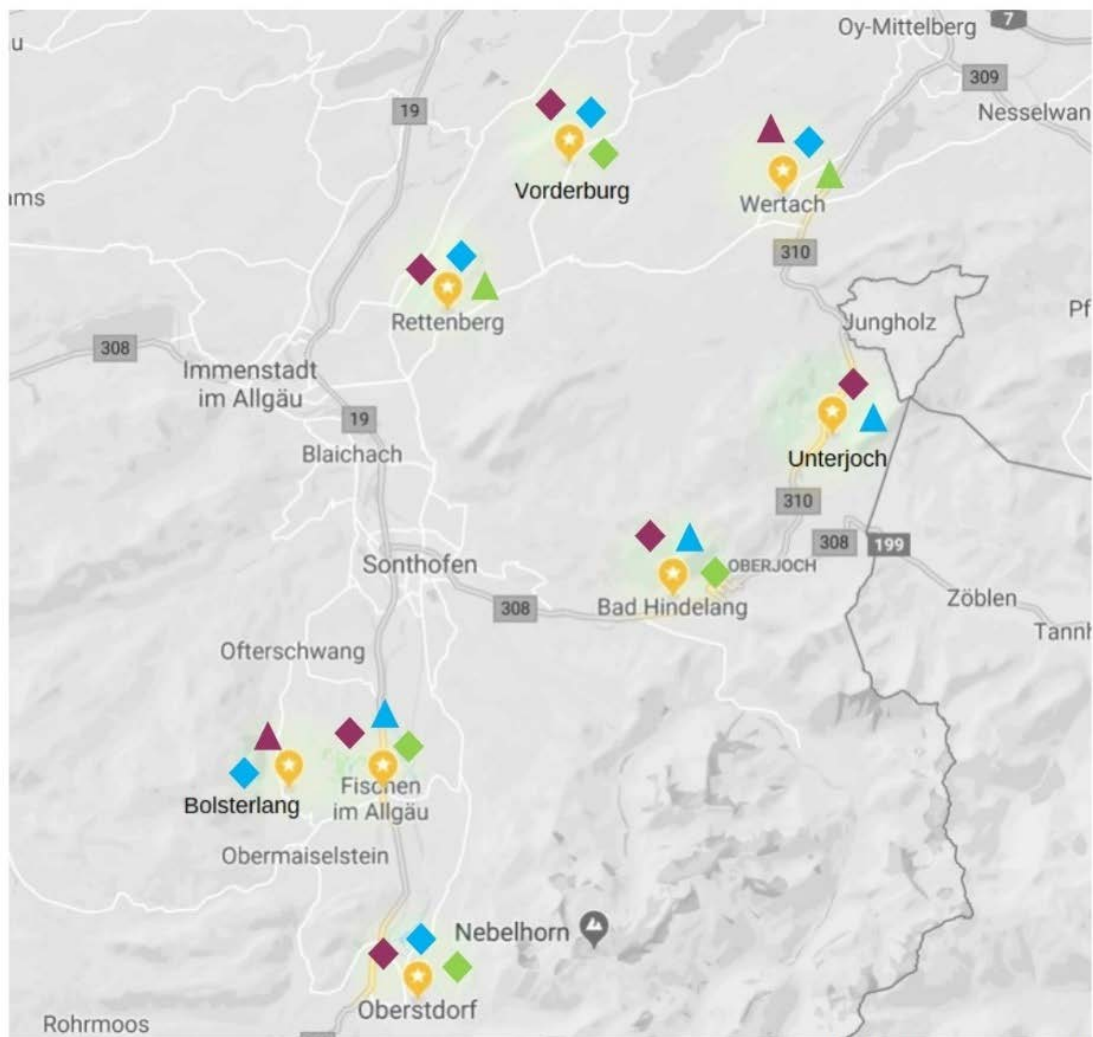 7
Oy-Mittelberg
u
309
19
Nesselwan
Vorderburg
ams
Wertach
310
Pf
Rettenberg
Jungholz
308
Immenstadt
im Allgäu
19
Blaichach
Unterjoch
310
308
199
Sonthofen
OBERJOCH
308
Bad Hindelang
Zöblen
Tannh
Ofterschwang
Fischen
im Allgäu
Bolsterlang
Obermaiselstein
Nebelhorn
Oberstdorf
Rohrmoos